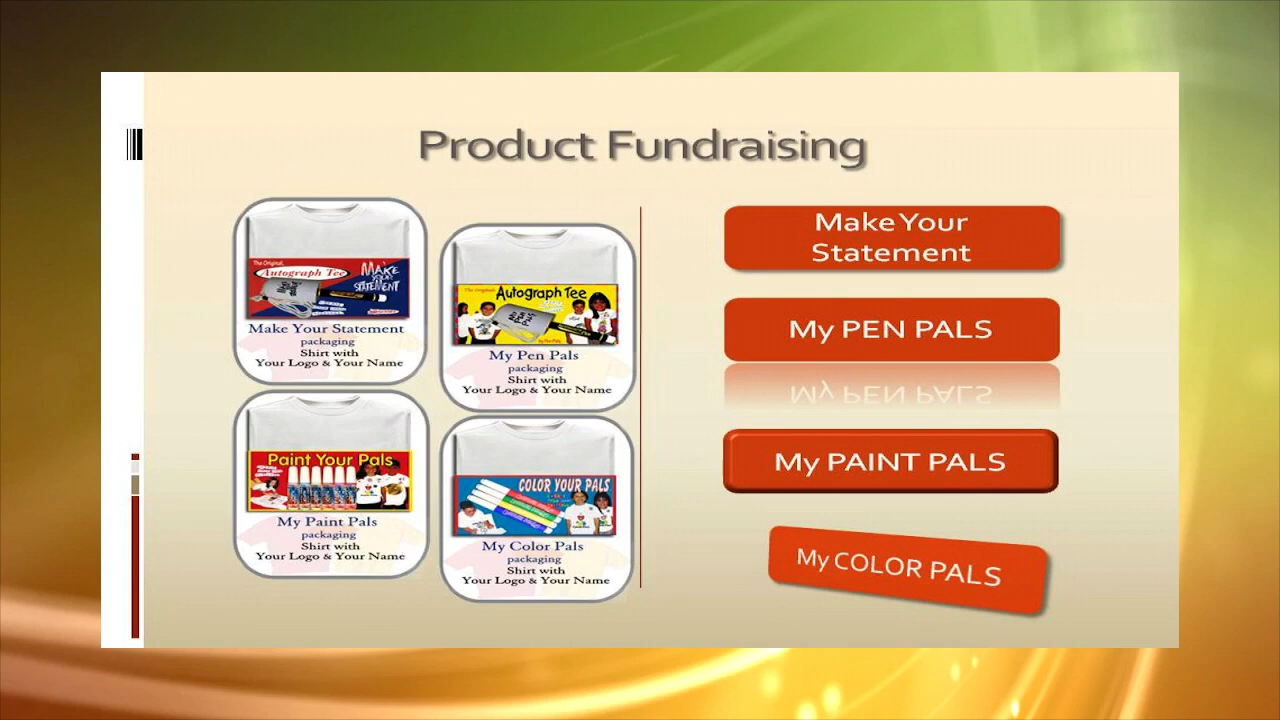 Product Fundraising
The Original.
Autograph Tee
MAKE
YOUR
STATEMENT
Make Your Statement
packaging
Shirt with
Your Logo & Your Name
The Original.
Autograph Tee
My Pen Pals
packaging
Shirt with
Your Logo & Your Name
Paint Your Pals
My Paint Pals
packaging
Shirt with
Your Logo & Your Name
COLOR YOUR PALS
My Color Pals
packaging
Shirt with
Your Logo & Your Name
Make Your
Statement
My PEN PALS
My PEN PALS
My PAINT PALS
My COLOR PALS